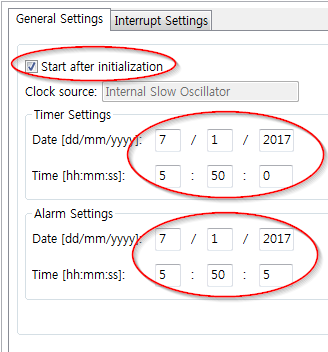 General Settings Interrupt Settings
Start after initialization
Clock source: Internal Slow Oscillator
Timer Settings
Date [dd/mm/yyyy]: 7 / 1 / 2017
Time [hh:mm:ss]: 5 : 50 : 0
Alarm Settings
Date [dd/mm/yyyy]: 7 / 1 / 2017
Time [hh:mm:ss]: 5 : 50 : 5